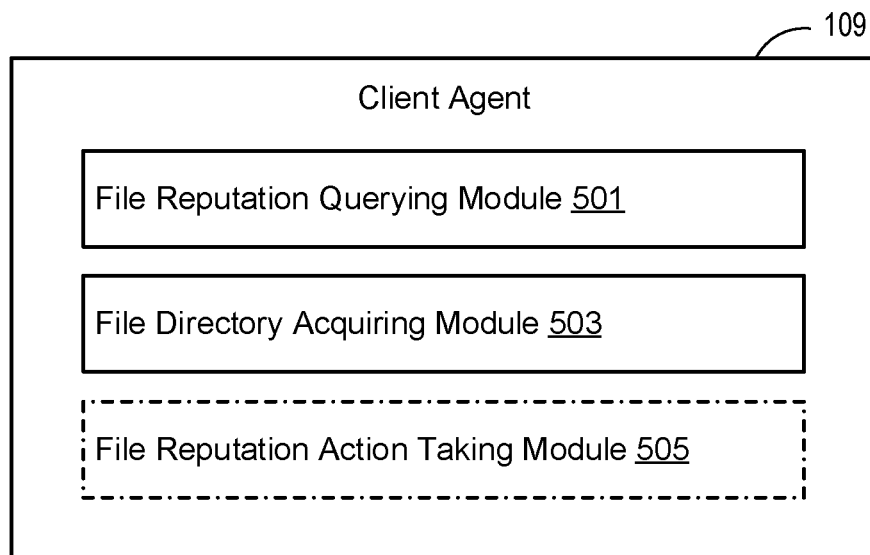 109
Client Agent
File Reputation Querying Module 501
File Directory Acquiring Module 503
File Reputation Action Taking Module 505